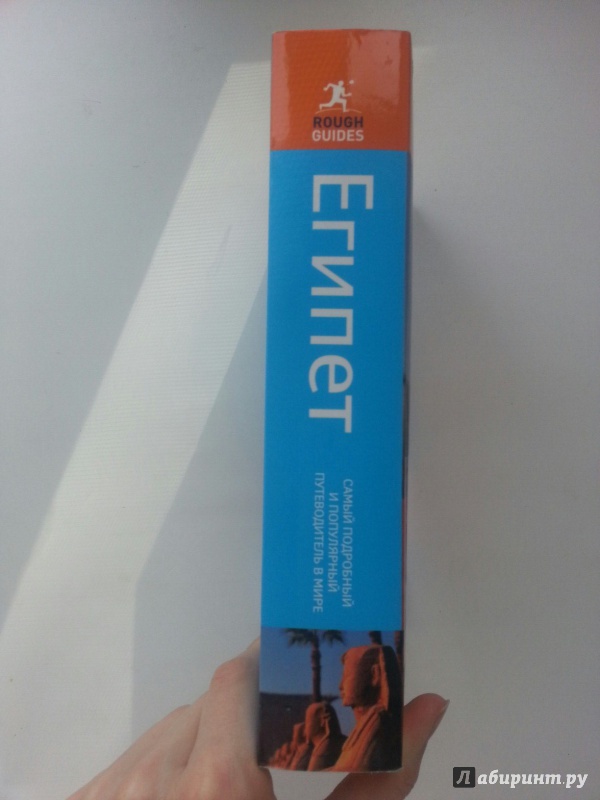 ROUGH
GUIDES
Египет
САМЫЙ ПОДРОБНЫЙ
И ПОПУЛЯРНЫЙ
ПУТЕВОДИТЕЛЬ В МИРЕ
Лабиринт.ру